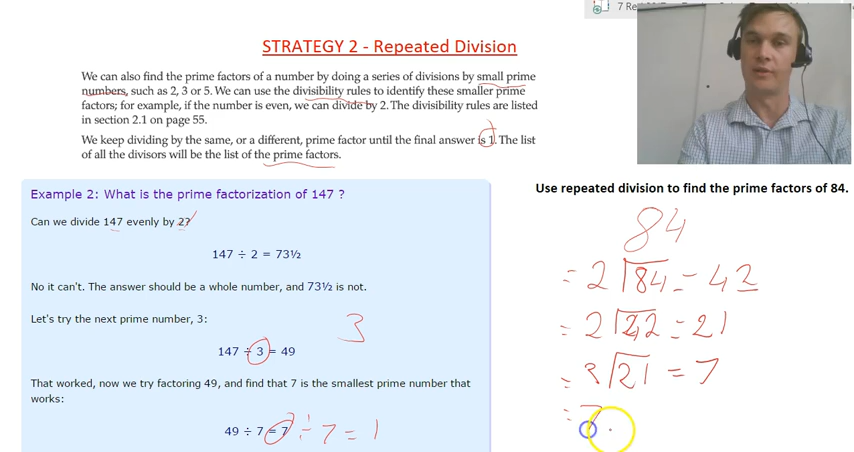 STRATEGY 2 - Repeated Division
We can also find the prime factors of a number by doing a series of divisions by small prime
numbers, such as 2, 3 or 5. We can use the divisibility rules to identify these smaller prime
factors; for example, if the number is even, we can divide by 2. The divisibility rules are listed
in section 2.1 on page 55.
We keep dividing by the same, or a different, prime factor until the final answer is 1. The list
of all the divisors will be the list of the prime factors.
Example 2: What is the prime factorization of 147 ?
Can we divide 147 evenly by 2?
147 ÷ 2 = 73½
No it can't. The answer should be a whole number, and 73½ is not.
Let's try the next prime number, 3:
3
147 ÷ 3 = 49
That worked, now we try factoring 49, and find that 7 is the smallest prime number that
works:
49 ÷ 7 = 7 ÷ 7 = 1
Use repeated division to find the prime factors of 84.
84
= 2 √84 = 42
= 2 √42 = 21
= 3 √21 = 7
= 7